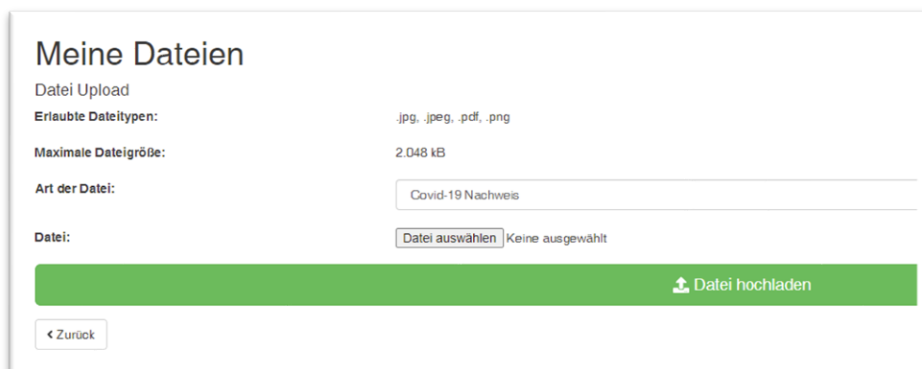 Meine Dateien
Datei Upload
Erlaubte Dateitypen: .jpg, .jpeg, .pdf, .png
Maximale Dateigröße: 2.048 kB
Art der Datei: Covid-19 Nachweis
Datei: Datei auswählen Keine ausgewählt
Datei hochladen
Zurück